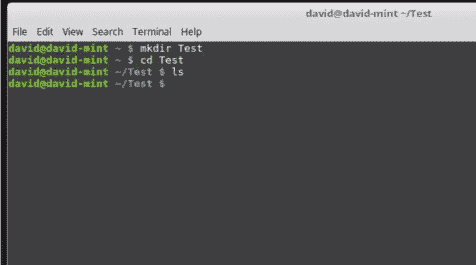 david@david-mint ~/Test
File Edit View Search Terminal Help
david@david-mint ~ $ mkdir Test
david@david-mint ~ $ cd Test
david@david-mint ~/Test $ ls
david@david-mint ~/Test $